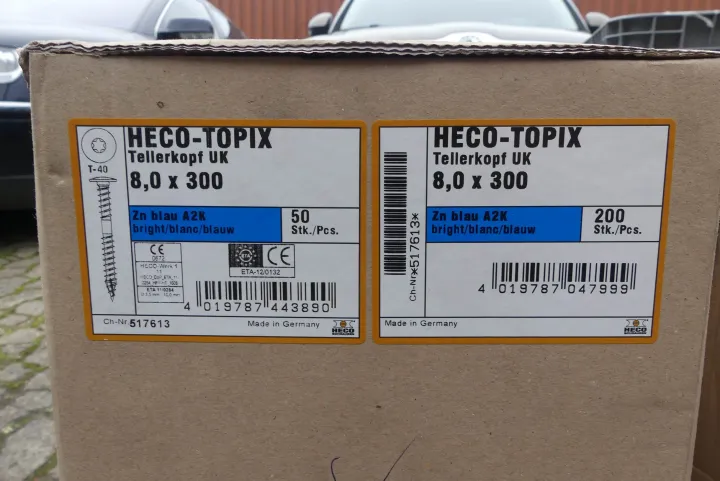 HECO-TOPIX
Tellerkopf UK
T-40
8,0 x 300
Zn blau A2K
bright/blanc/blauw
50
Stk./Pcs.
CE
CE
ETA-12/0132
4 019787 443890
Ch-Nr. 517613
Made in Germany
HECO
HECO-TOPIX
Tellerkopf UK
8,0 x 300
Zn blau A2K
bright/blanc/blauw
200
Stk./Pcs.
Ch-Nr. *517613*
4 019787 047999
Made in Germany
HECO